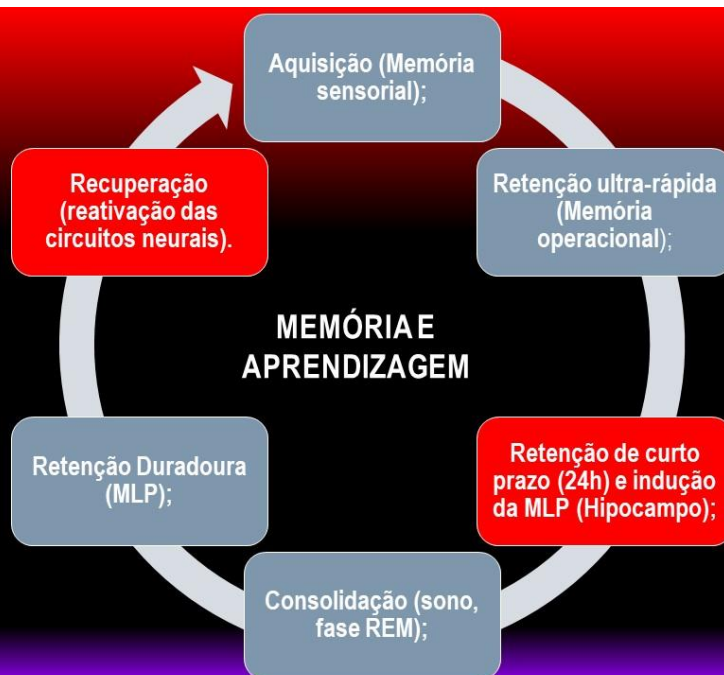 Aquisição (Memória
sensorial);
Retenção ultra-rápida
(Memória
operacional);
Retenção de curto
prazo (24h) e indução
da MLP (Hipocampo);
Consolidação (sono,
fase REM);
Retenção Duradoura
(MLP);
Recuperação
(reativação das
circuitos neurais).
MEMÓRIA E
APRENDIZAGEM